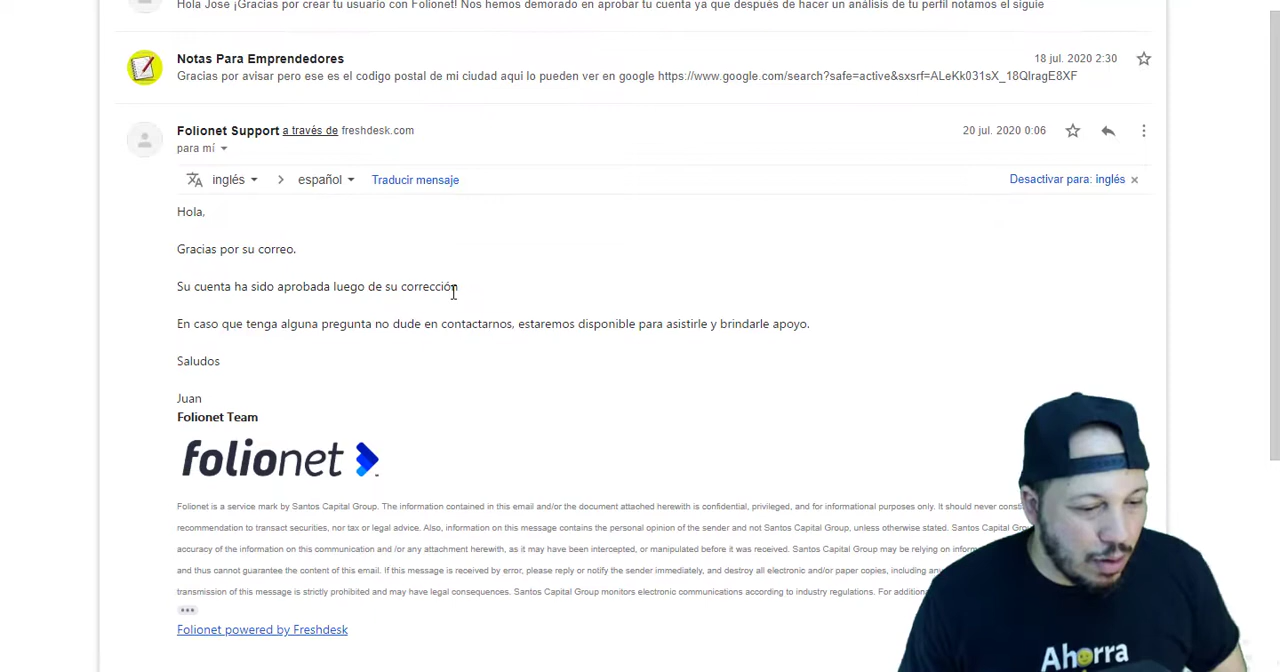 Hola Jose ¡Gracias por crear tu usuario con Folionet! Nos hemos demorado en aprobar tu cuenta ya que después de hacer un análisis de tu perfil notamos el siguie
Notas Para Emprendedores
18 jul. 2020 2:30
Gracias por avisar pero ese es el codigo postal de mi ciudad aqui lo pueden ver en google https://www.google.com/search?safe=active&sxsrf=ALeKk031sX_18QIragE8XF
Folionet Support a través de freshdesk.com
20 jul. 2020 0:06
para mí
inglés > español Traducir mensaje
Desactivar para: inglés ×
Hola,
Gracias por su correo.
Su cuenta ha sido aprobada luego de su corrección
En caso que tenga alguna pregunta no dude en contactarnos, estaremos disponible para asistirle y brindarle apoyo.
Saludos
Juan
Folionet Team
folionet
Folionet is a service mark by Santos Capital Group. The information contained in this email and/or the document attached herewith is confidential, privileged, and for informational purposes only. It should never const
recommendation to transact securities, nor tax or legal advice. Also, information on this message contains the personal opinion of the sender and not Santos Capital Group, unless otherwise stated. Santos Capital Gr
accuracy of the information on this communication and /or any attachment herewith, as it may have been intercepted, or manipulated before it was received. Santos Capital Group may be relying on inform
and thus cannot guarantee the content of this email. If this message is received by error, please reply or notify the sender immediately, and destroy all electronic and/or paper copies, including an
transmission of this message is strictly prohibited and may have legal consequences. Santos Capital Group monitors electronic communications according to industry regulations. For addition
Folionet powered by Freshdesk
Ahorra